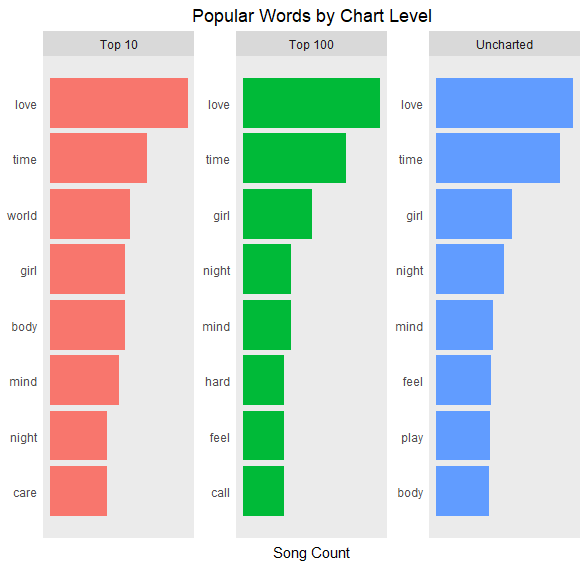 Popular Words by Chart Level
Top 10
love
time
world
girl
body
mind
night
care
Top 100
love
time
girl
night
mind
hard
feel
call
Uncharted
love
time
girl
night
mind
feel
play
body
Song Count